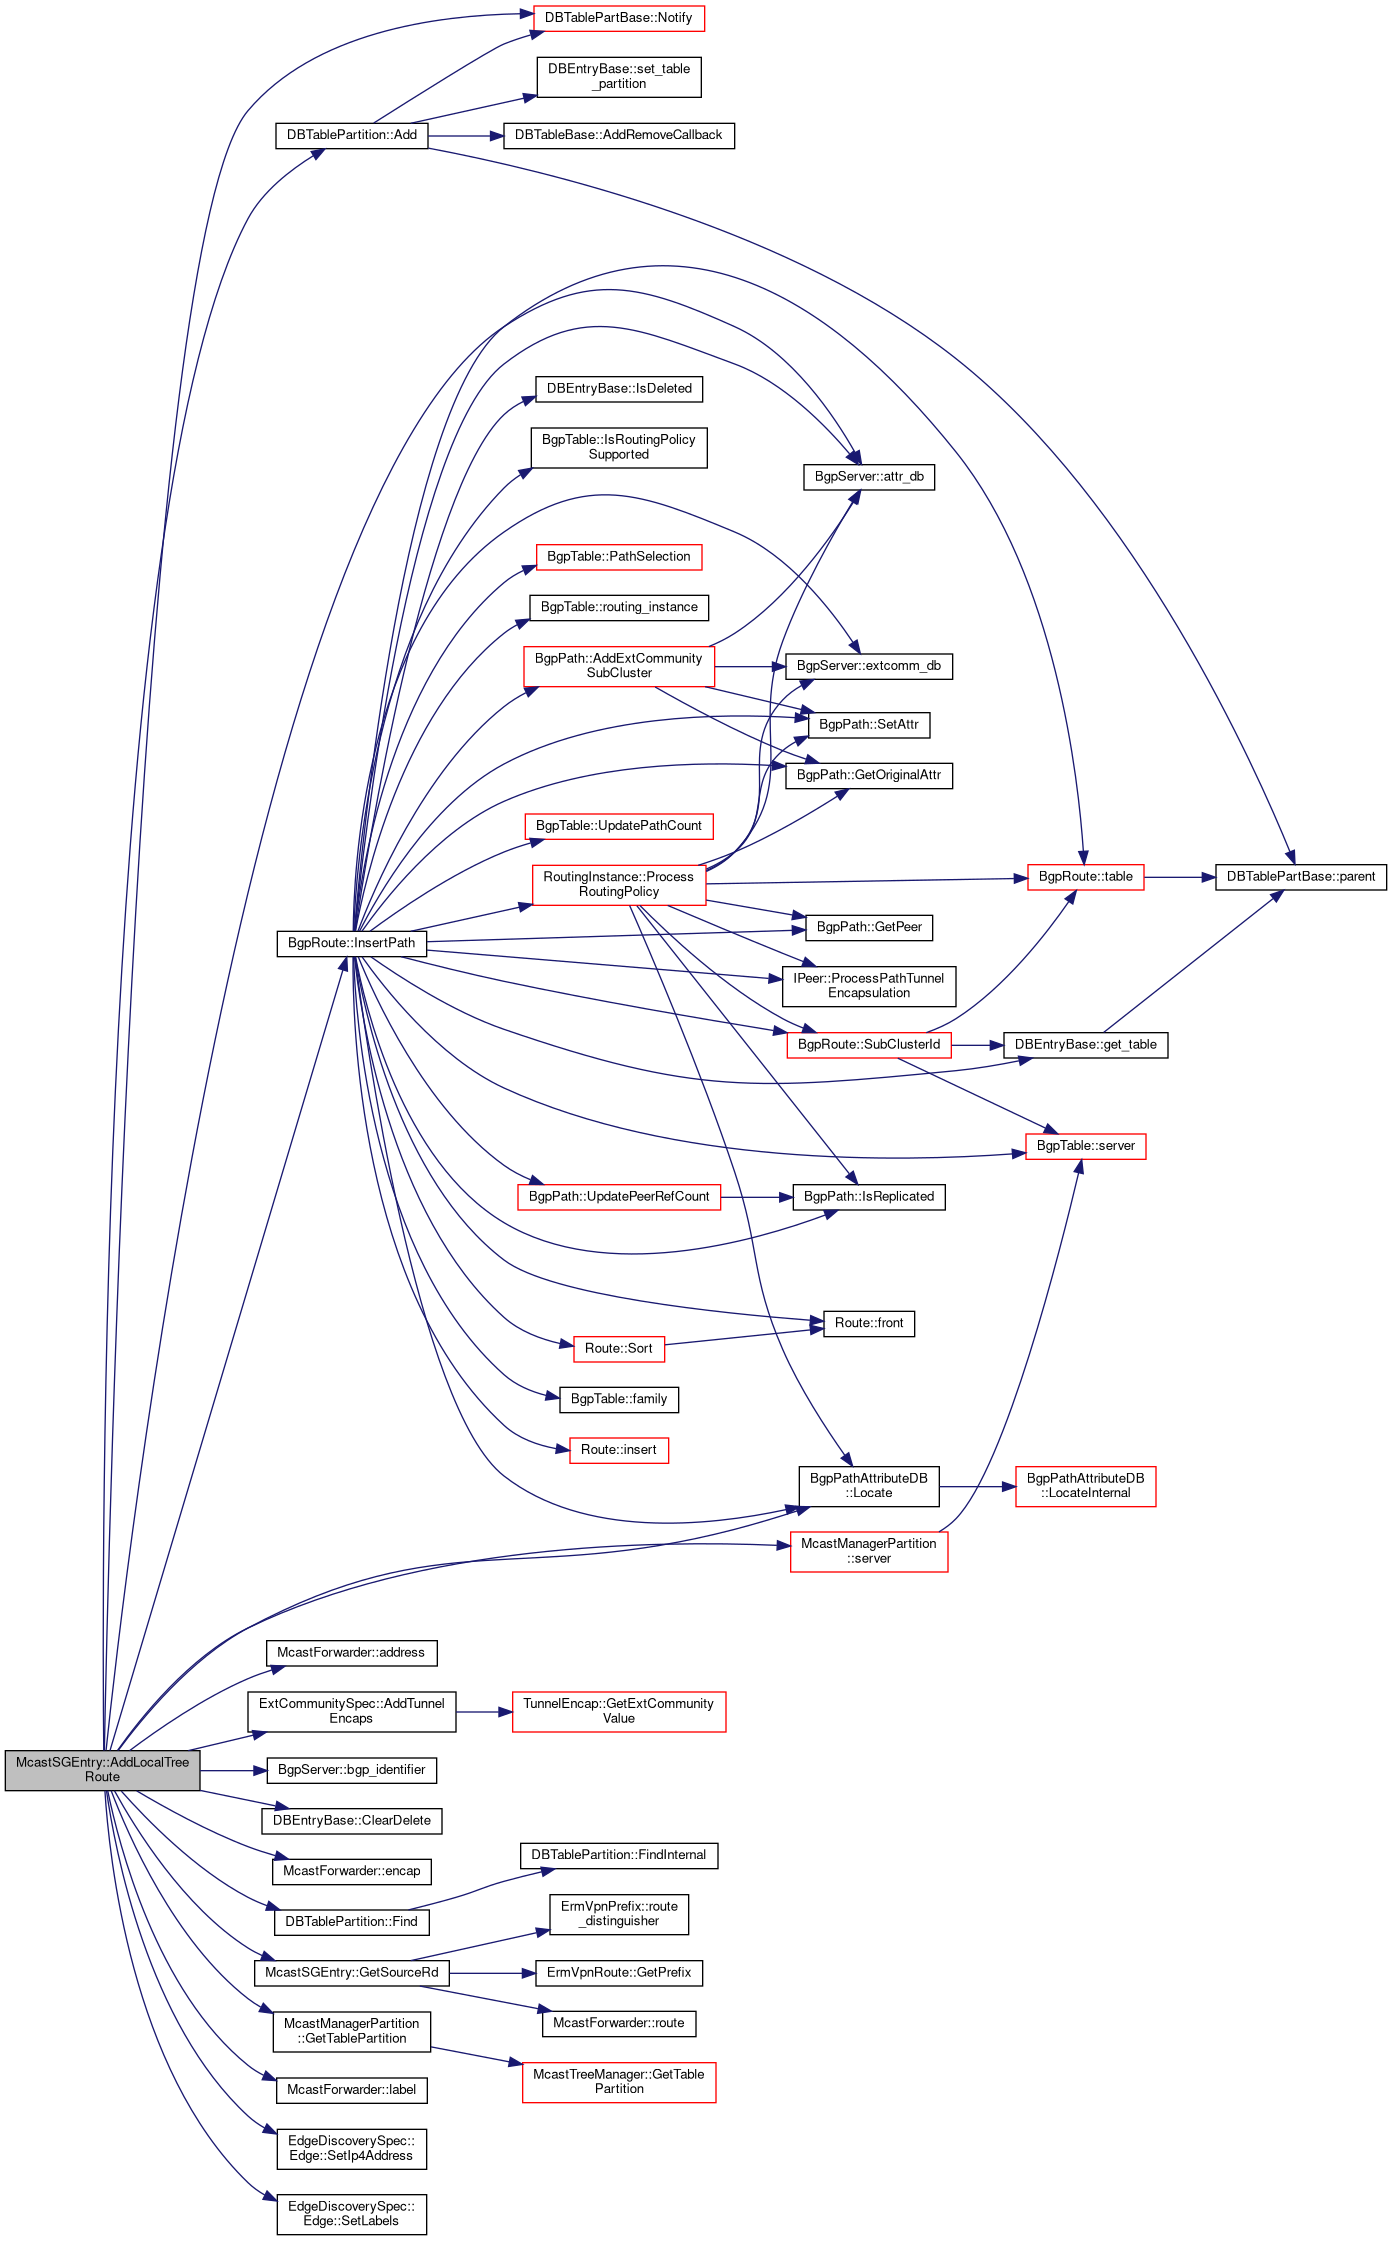 DBTablePartBase::Notify
DBEntryBase::set_table
_partition
DBTablePartition::Add
DBTableBase::AddRemoveCallback
DBEntryBase::IsDeleted
BgpTable::IsRoutingPolicy
Supported
BgpServer::attr_db
BgpTable::PathSelection
BgpTable::routing_instance
BgpPath::AddExtCommunity
SubCluster
BgpServer::extcomm_db
BgpPath::SetAttr
BgpPath::GetOriginalAttr
BgpTable::UpdatePathCount
RoutingInstance::Process
RoutingPolicy
BgpRoute::table
DBTablePartBase::parent
BgpPath::GetPeer
BgpRoute::InsertPath
IPeer::ProcessPathTunnel
Encapsulation
BgpRoute::SubClusterId
DBEntryBase::get_table
BgpTable::server
BgpPath::UpdatePeerRefCount
BgpPath::IsReplicated
Route::front
Route::Sort
BgpTable::family
Route::insert
BgpPathAttributeDB
::Locate
BgpPathAttributeDB
::LocateInternal
McastManagerPartition
::server
McastForwarder::address
ExtCommunitySpec::AddTunnel
Encaps
TunnelEncap::GetExtCommunity
Value
McastSGEntry::AddLocalTree
Route
BgpServer::bgp_identifier
DBEntryBase::ClearDelete
McastForwarder::encap
DBTablePartition::FindInternal
DBTablePartition::Find
ErmVpnPrefix::route
_distinguisher
McastSGEntry::GetSourceRd
ErmVpnRoute::GetPrefix
McastForwarder::route
McastManagerPartition
::GetTablePartition
McastTreeManager::GetTable
Partition
McastForwarder::label
EdgeDiscoverySpec::
Edge::SetIp4Address
EdgeDiscoverySpec::
Edge::SetLabels